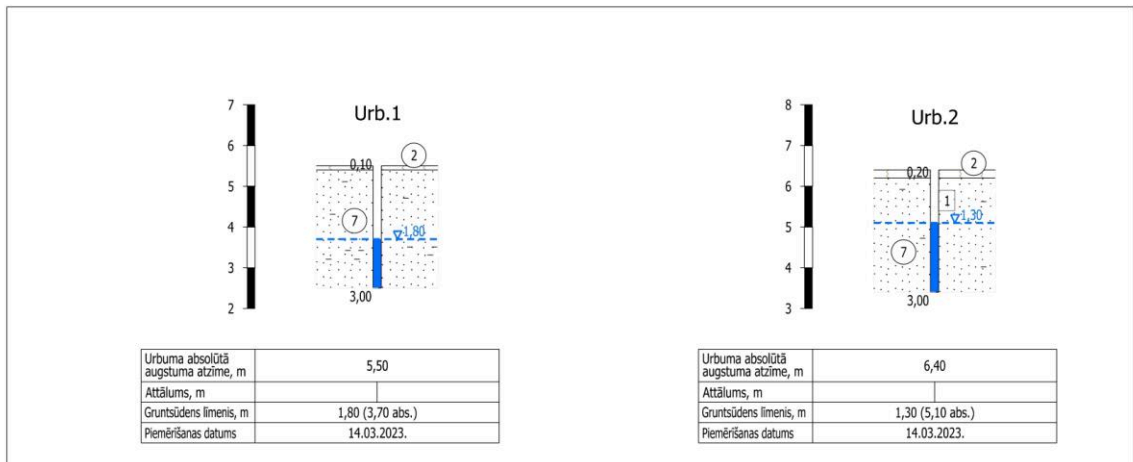 Urb.1
7
6
5
4
3
2
0,10
2
7
1,80
3,00
Urbuma absolūtā
augstuma atzīme, m
5,50
Attālums, m
Gruntsūdens līmenis, m
1,80 (3,70 abs.)
Piemērīšanas datums
14.03.2023.
Urb.2
8
7
6
5
4
3
0,20
2
1
1,30
7
3,00
Urbuma absolūtā
augstuma atzīme, m
6,40
Attālums, m
Gruntsūdens līmenis, m
1,30 (5,10 abs.)
Piemērīšanas datums
14.03.2023.